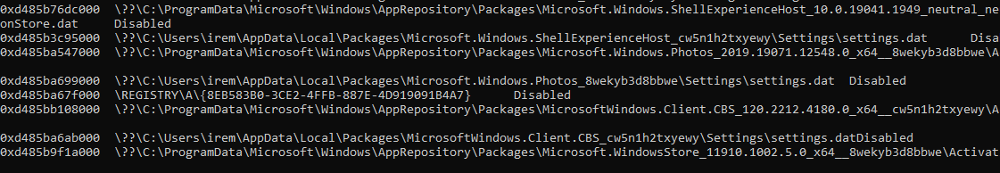 0xd485b76dc000 \??\C:\ProgramData\Microsoft\Windows\AppRepository\Packages\Microsoft.Windows.ShellExperienceHost_10.0.19041.1949_neutral_ne
onStore.dat Disabled
0xd485b3c95000 \??\C:\Users\irem\AppData\Local\Packages\Microsoft.Windows.ShellExperienceHost_cw5n1h2txyewy\Settings\settings.dat Disa
0xd485ba547000 \??\C:\ProgramData\Microsoft\Windows\AppRepository\Packages\Microsoft.Windows.Photos_2019.19071.12548.0_x64__8wekyb3d8bbwe\A
0xd485ba699000 \??\C:\Users\irem\AppData\Local\Packages\Microsoft.Windows.Photos_8wekyb3d8bbwe\Settings\settings.dat Disabled
0xd485ba67f000 \REGISTRY\A\{8EB583B0-3CE2-4FFB-887E-4D919091B4A7} Disabled
0xd485bb108000 \??\C:\ProgramData\Microsoft\Windows\AppRepository\Packages\MicrosoftWindows.Client.CBS_120.2212.4180.0_x64__cw5n1h2txyewy\A
0xd485ba6ab000 \??\C:\Users\irem\AppData\Local\Packages\MicrosoftWindows.Client.CBS_cw5n1h2txyewy\Settings\settings.datDisabled
0xd485b9f1a000 \??\C:\ProgramData\Microsoft\Windows\AppRepository\Packages\Microsoft.WindowsStore_11910.1002.5.0_x64__8wekyb3d8bbwe\Activat